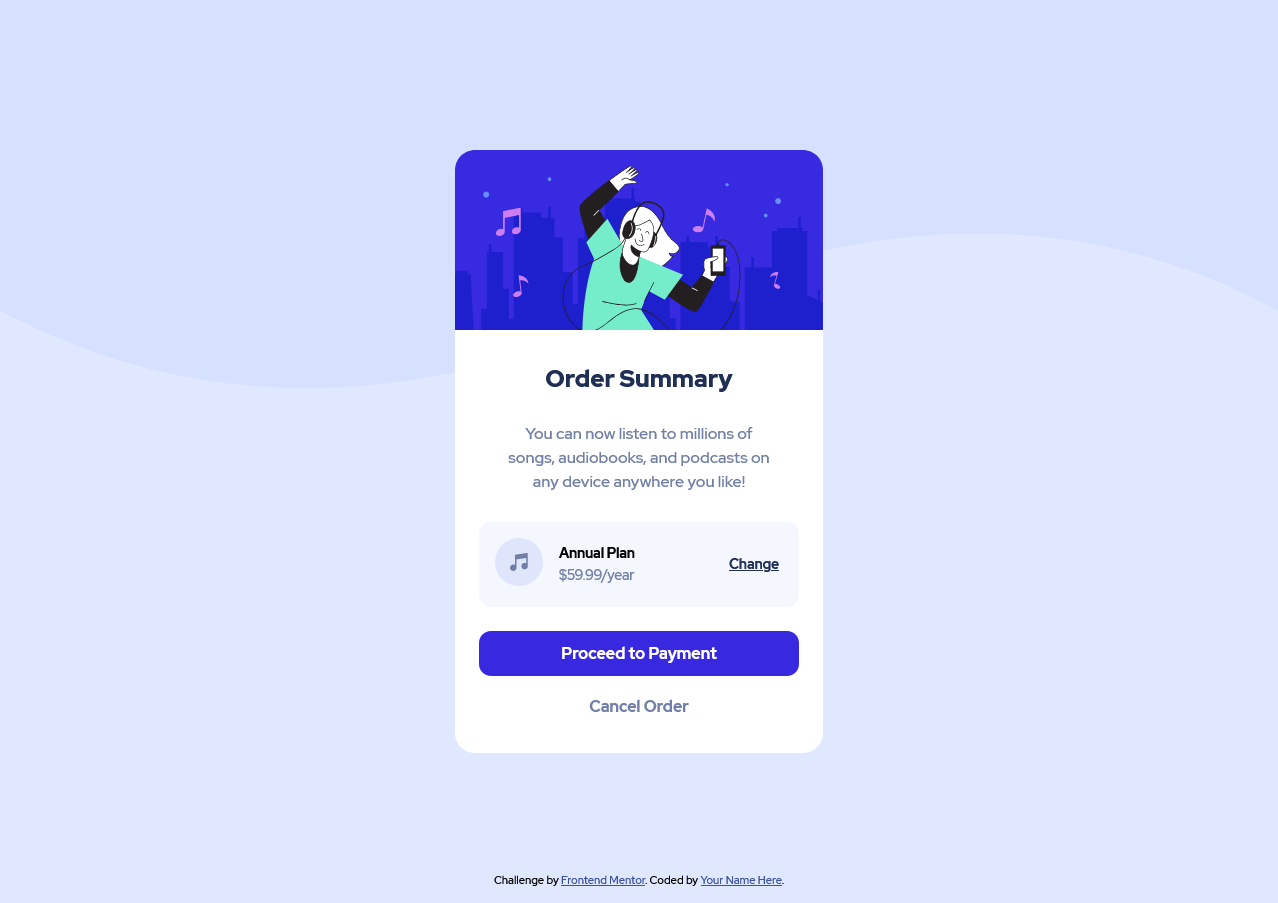 Order Summary
You can now listen to millions of
songs, audiobooks, and podcasts on
any device anywhere you like!
Annual Plan
$59.99/year
Change
Proceed to Payment
Cancel Order
Challenge by Frontend Mentor. Coded by Your Name Here.